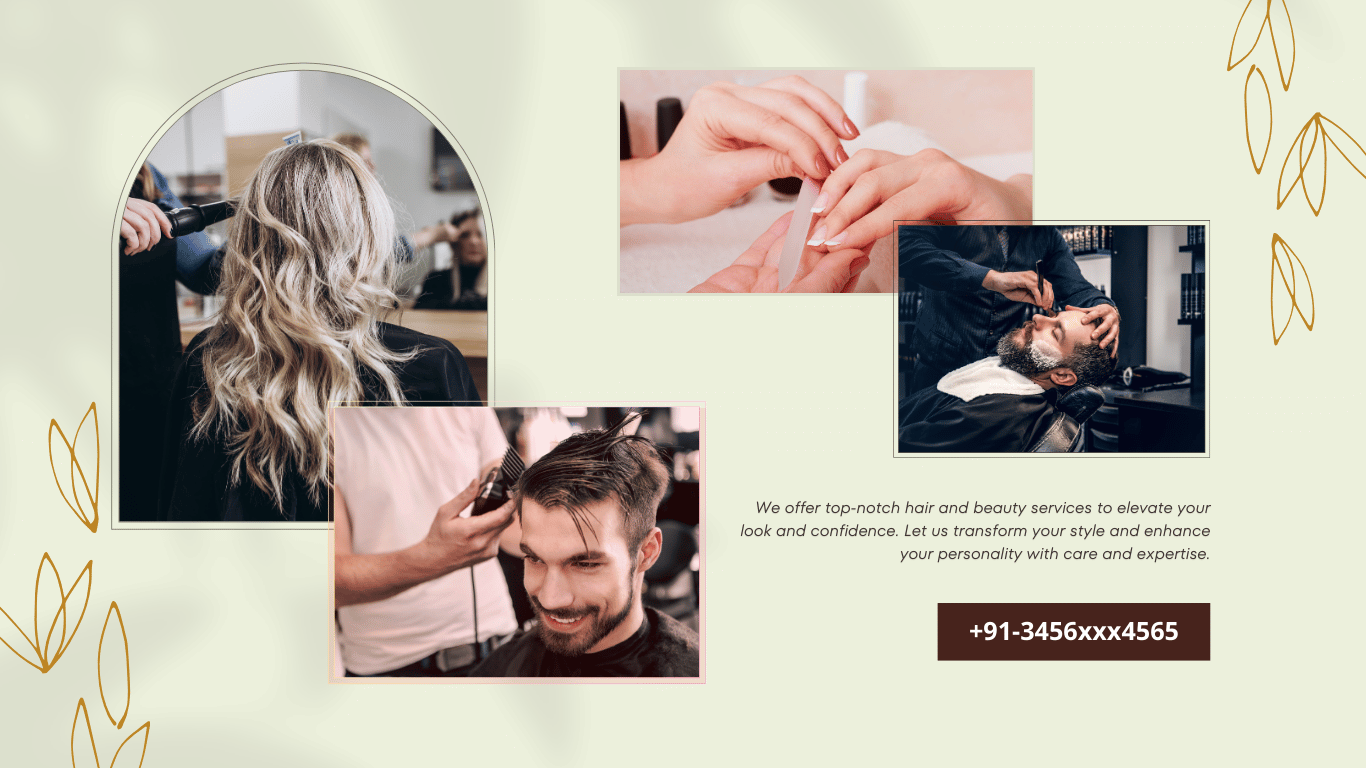 We offer top-notch hair and beauty services to elevate your
look and confidence. Let us transform your style and enhance
your personality with care and expertise.
+91-3456xxx4565